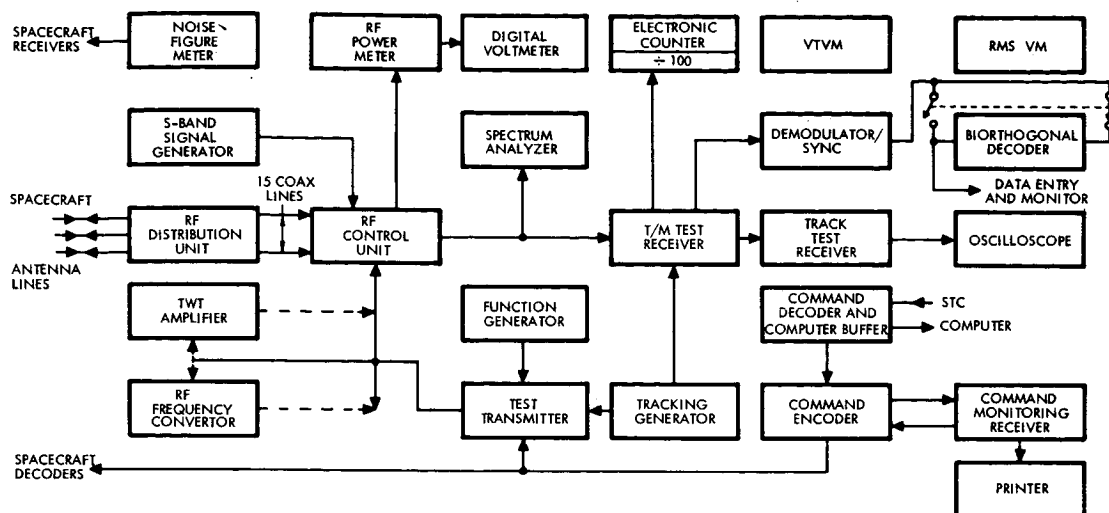 SPACECRAFT
RECEIVERS
NOISE
FIGURE
METER
RF
POWER
METER
DIGITAL
VOLTMETER
ELECTRONIC
COUNTER
÷ 100
VTVM
RMS VM
S-BAND
SIGNAL
GENERATOR
SPECTRUM
ANALYZER
DEMODULATOR/
SYNC
BIORTHOGONAL
DECODER
15 COAX
LINES
DATA ENTRY
AND MONITOR
SPACECRAFT
ANTENNA
LINES
RF
DISTRIBUTION
UNIT
RF
CONTROL
UNIT
T/M TEST
RECEIVER
TRACK
TEST
RECEIVER
OSCILLOSCOPE
TWT
AMPLIFIER
FUNCTION
GENERATOR
COMMAND
DECODER AND
COMPUTER BUFFER
STC
COMPUTER
RF
FREQUENCY
CONVERTOR
TEST
TRANSMITTER
TRACKING
GENERATOR
COMMAND
ENCODER
COMMAND
MONITORING
RECEIVER
SPACECRAFT
DECODERS
PRINTER